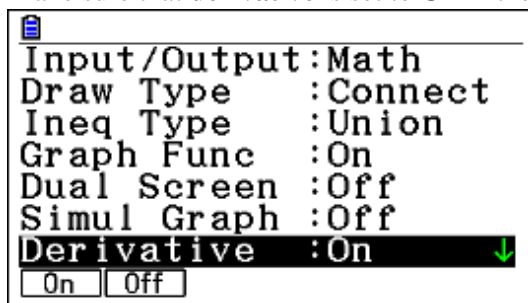 Input/Output:Math
Draw Type :Connect
Ineq Type :Union
Graph Func :On
Dual Screen :Off
Simul Graph :Off
Derivative :On ↓
On Off